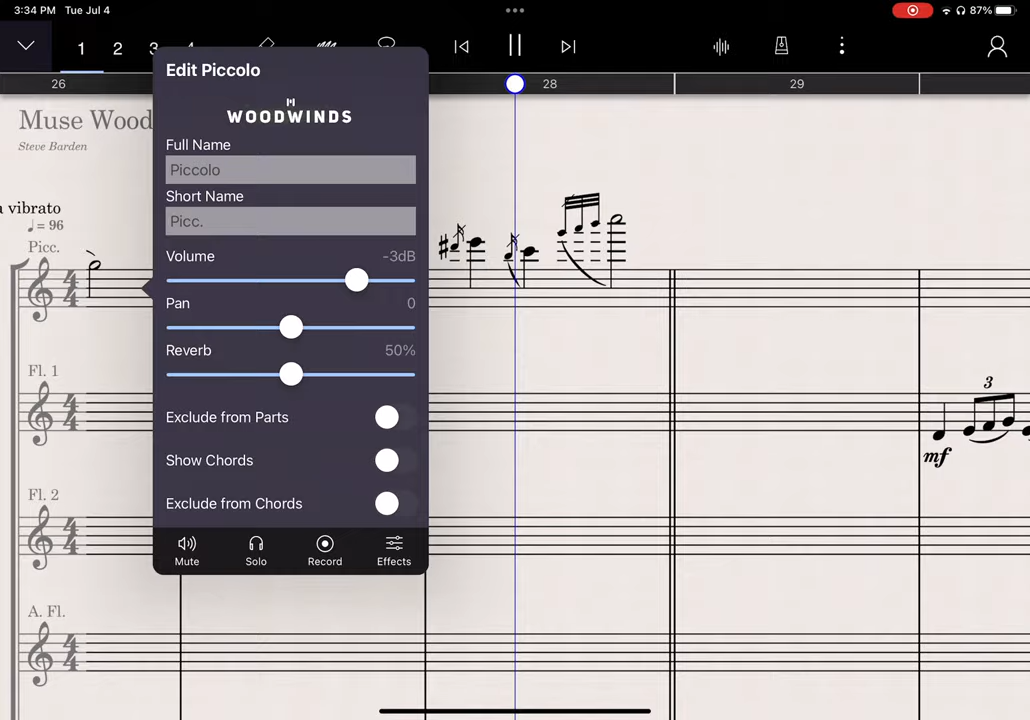 3:34 PM Tue Jul 4
87%
1 2 3 4
26 28 29
Muse Wood
Steve Barden
a vibrato
♩ = 96
Picc.
Fl. 1
3
mf
Fl. 2
A. Fl.
Edit Piccolo
WOODWINDS
Full Name
Piccolo
Short Name
Picc.
Volume -3dB
Pan 0
Reverb 50%
Exclude from Parts
Show Chords
Exclude from Chords
Mute Solo Record Effects